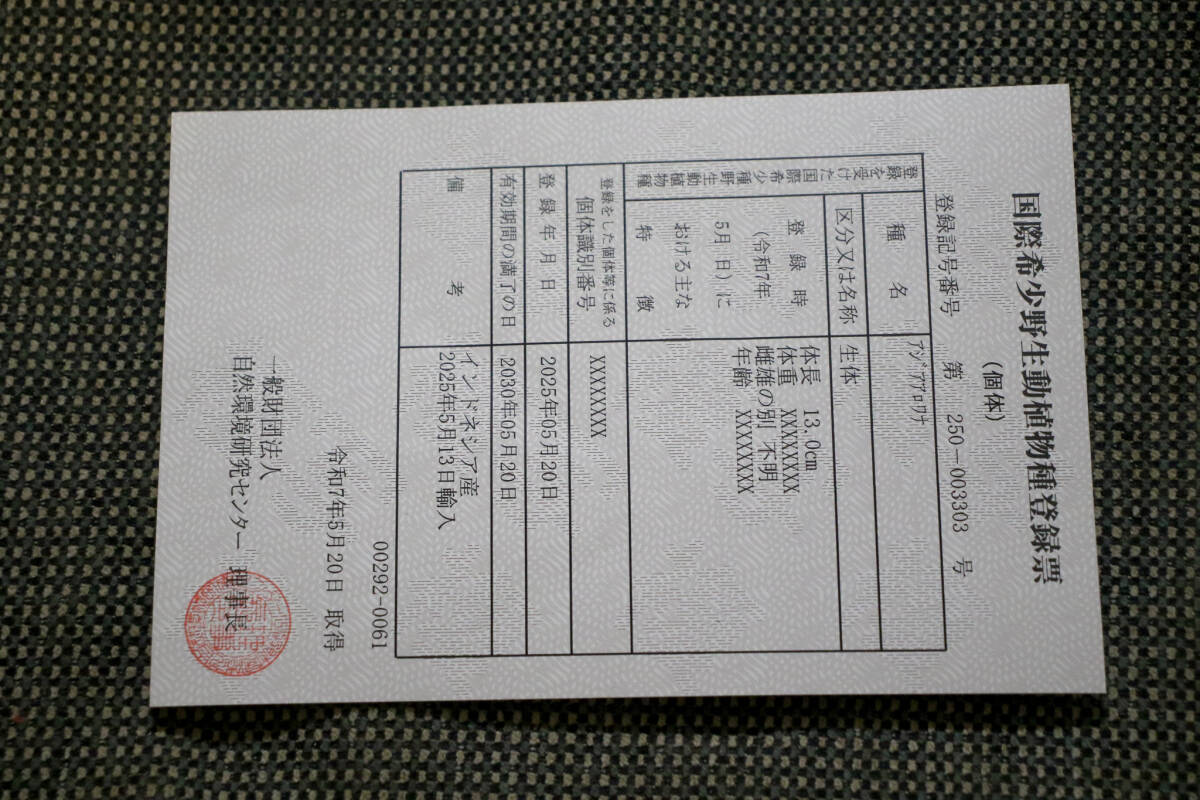 国際希少野生動植物種登録票
(個体)
登録記号番号 第 250-003303 号
登録を受けた国際希少種野生動植物種
種名 ｱｼﾞｱｱﾛﾜﾅ
区分又は名称 生体
登録時
(令和7年
5月 日)に
おける主な
特徴
体長 13.0cm
体重 XXXXXXXX
雌雄の別 不明
年齢 XXXXXXXX
登録をした個体等に係る
個体識別番号
XXXXXXXX
登録年月日 2025年05月20日
有効期間の満了の日 2030年05月20日
備考
インドネシア産
2025年5月13日輸入
00292-0061
令和7年5月20日 取得
一般財団法人
自然環境研究センター 理事長